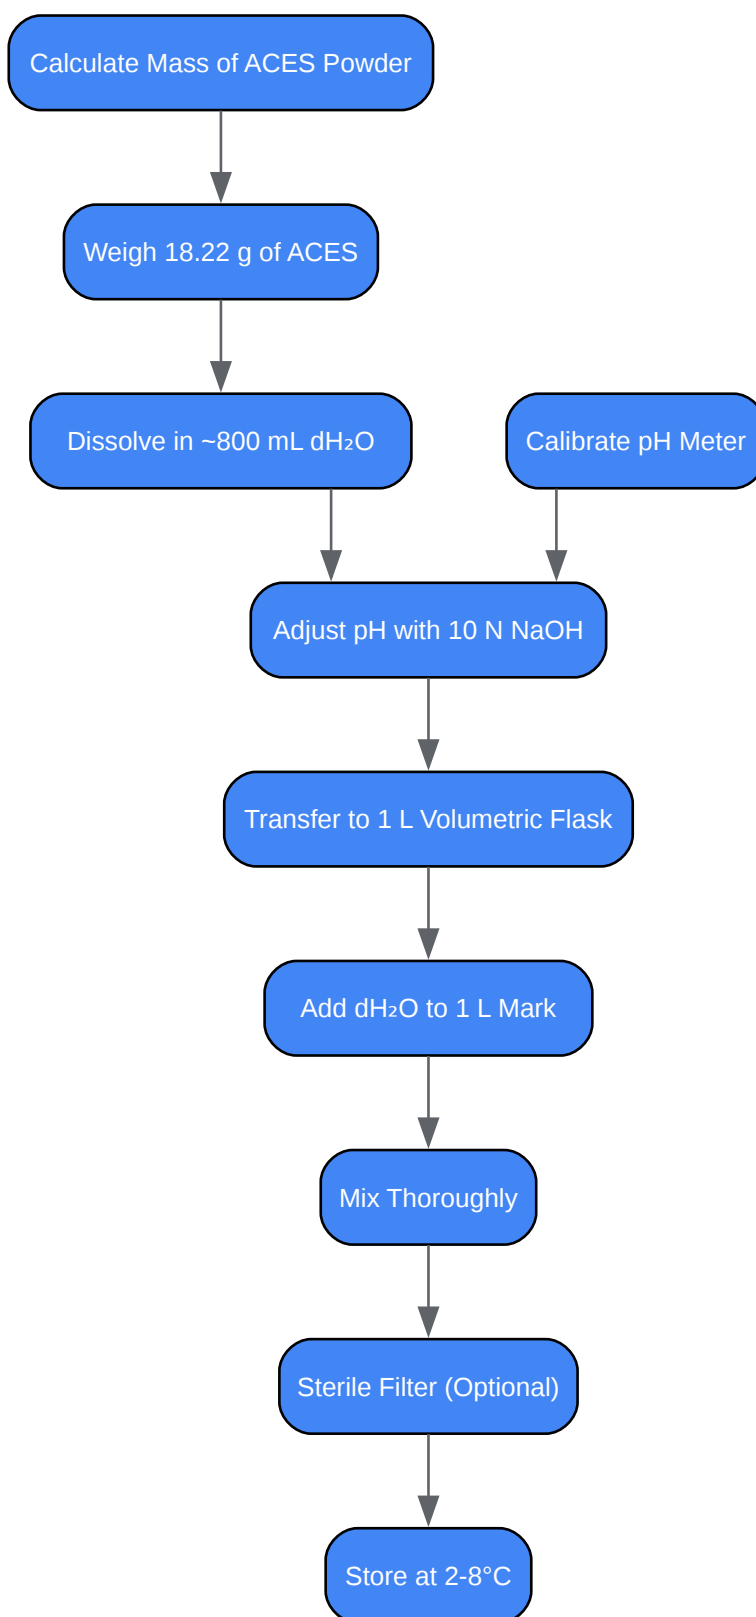 Calculate Mass of ACES Powder
Weigh 18.22 g of ACES
Dissolve in ~800 mL dH₂O
Calibrate pH Meter
Adjust pH with 10 N NaOH
Transfer to 1 L Volumetric Flask
Add dH₂O to 1 L Mark
Mix Thoroughly
Sterile Filter (Optional)
Store at 2-8°C